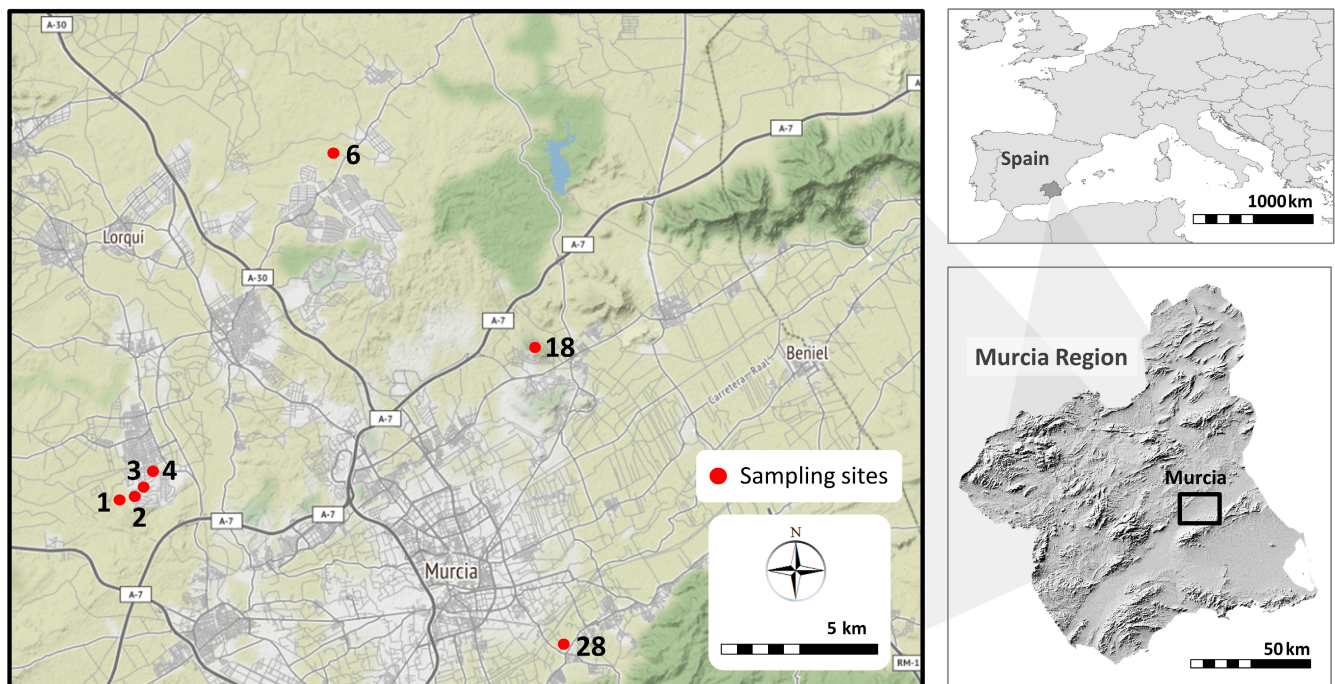 A-30
A-7
6
Spain
1000 km
Lorquí
A-7
A-30
A-7
18
Beniel
Carretera-Raal
Murcia Region
A-7
3
4
1
2
Sampling sites
Murcia
A-7
A-7
N
Murcia
A-7
5 km
28
RM-1
50 km